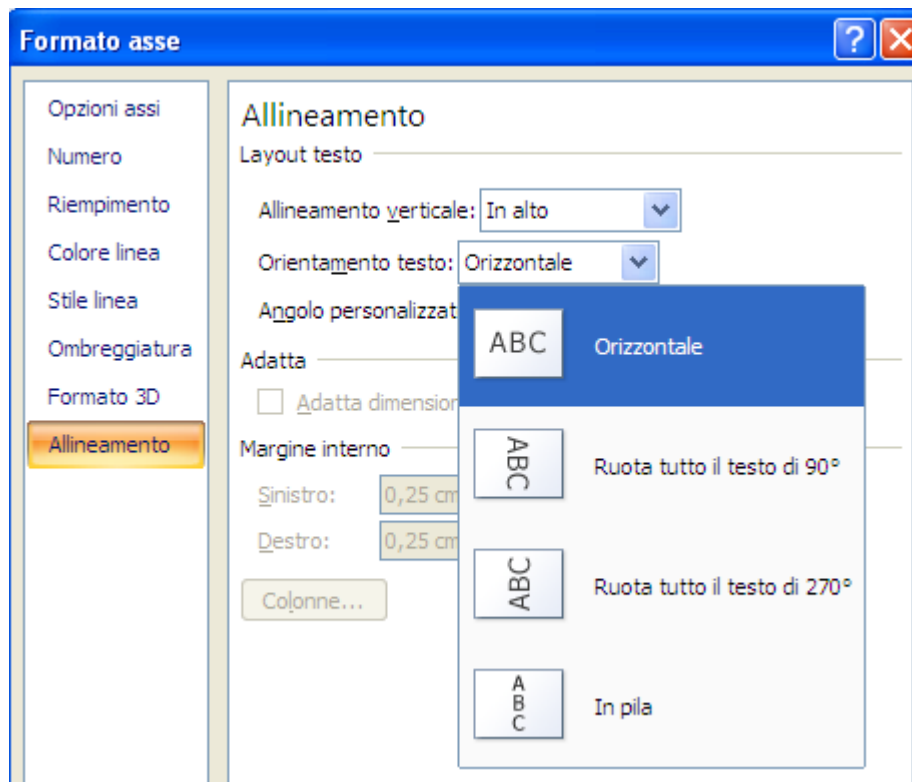 Formato asse
Opzioni assi
Numero
Riempimento
Colore linea
Stile linea
Ombreggiatura
Formato 3D
Allineamento
Allineamento
Layout testo
Allineamento verticale: In alto
Orientamento testo: Orizzontale
Angolo personalizzat
Adatta
Adatta dimension
Margine interno
Sinistro: 0,25 cm
Destro: 0,25 cm
Colonne...
ABC Orizzontale
ABC Ruota tutto il testo di 90°
ABC Ruota tutto il testo di 270°
A
B
C
In pila